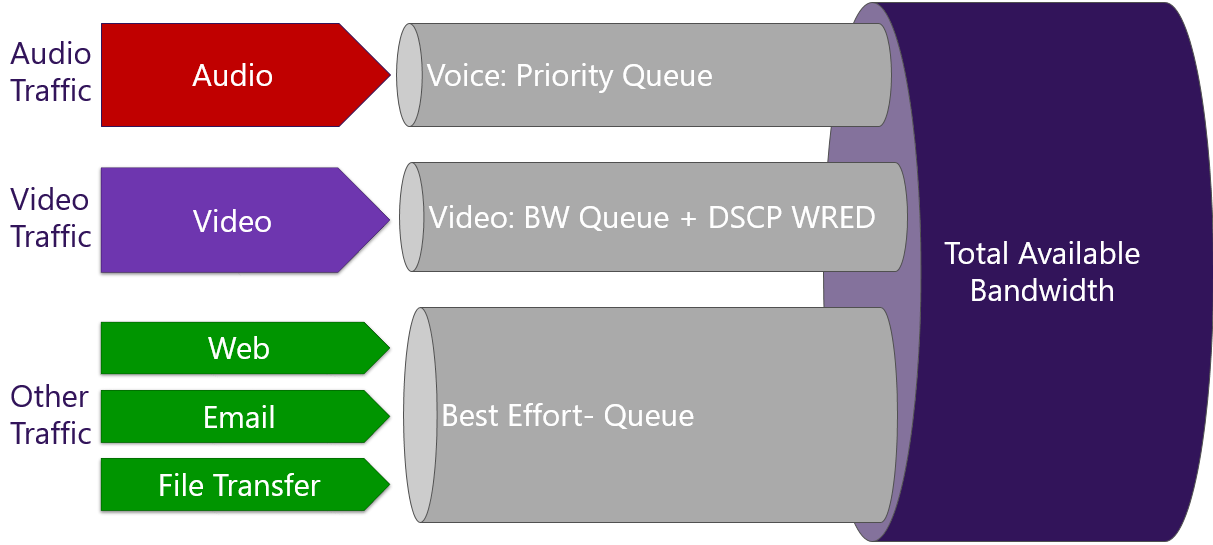 Audio
Traffic
Audio
Voice: Priority Queue
Video
Traffic
Video
Video: BW Queue + DSCP WRED
Total Available
Bandwidth
Other
Traffic
Web
Email
File Transfer
Best Effort- Queue